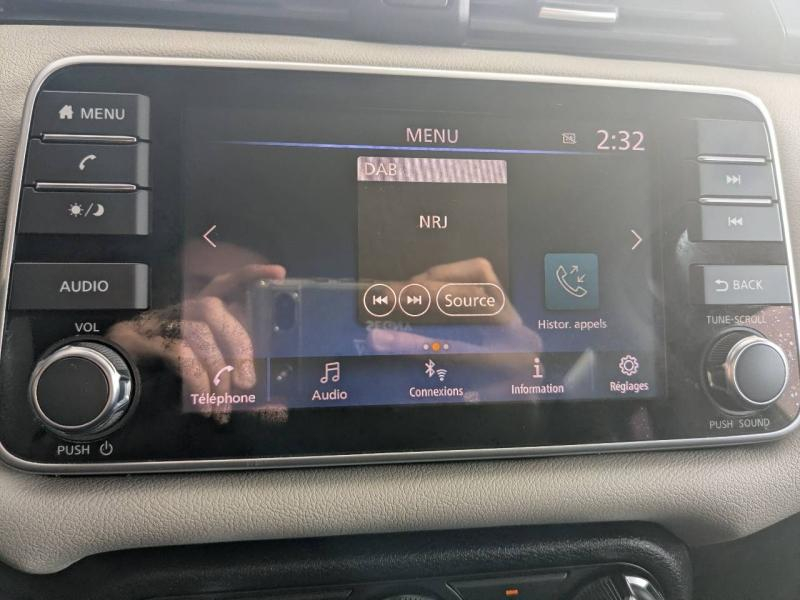 MENU
AUDIO
VOL
PUSH
MENU
2:32
DAB
NRJ
Source
Histor. appels
Téléphone
Audio
Connexions
Information
Réglages
BACK
TUNE-SCROLL
PUSH SOUND